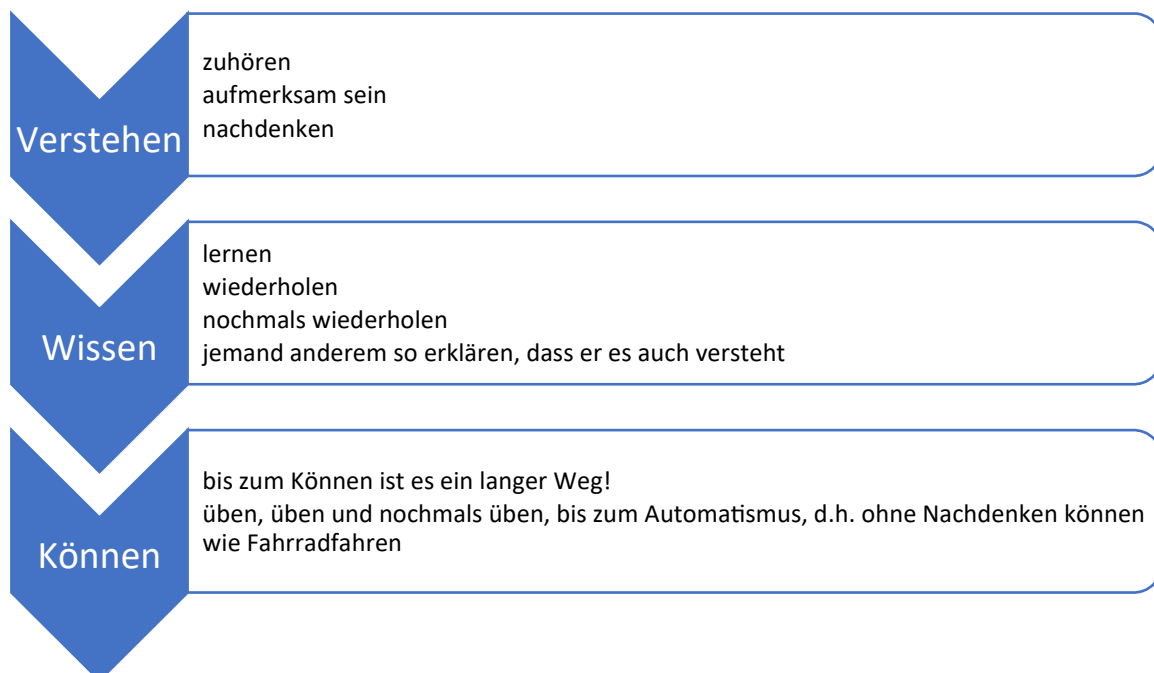 Verstehen
zuhören
aufmerksam sein
nachdenken
Wissen
lernen
wiederholen
nochmals wiederholen
jemand anderem so erklären, dass er es auch versteht
Können
bis zum Können ist es ein langer Weg!
üben, üben und nochmals üben, bis zum Automatismus, d.h. ohne Nachdenken können
wie Fahrradfahren